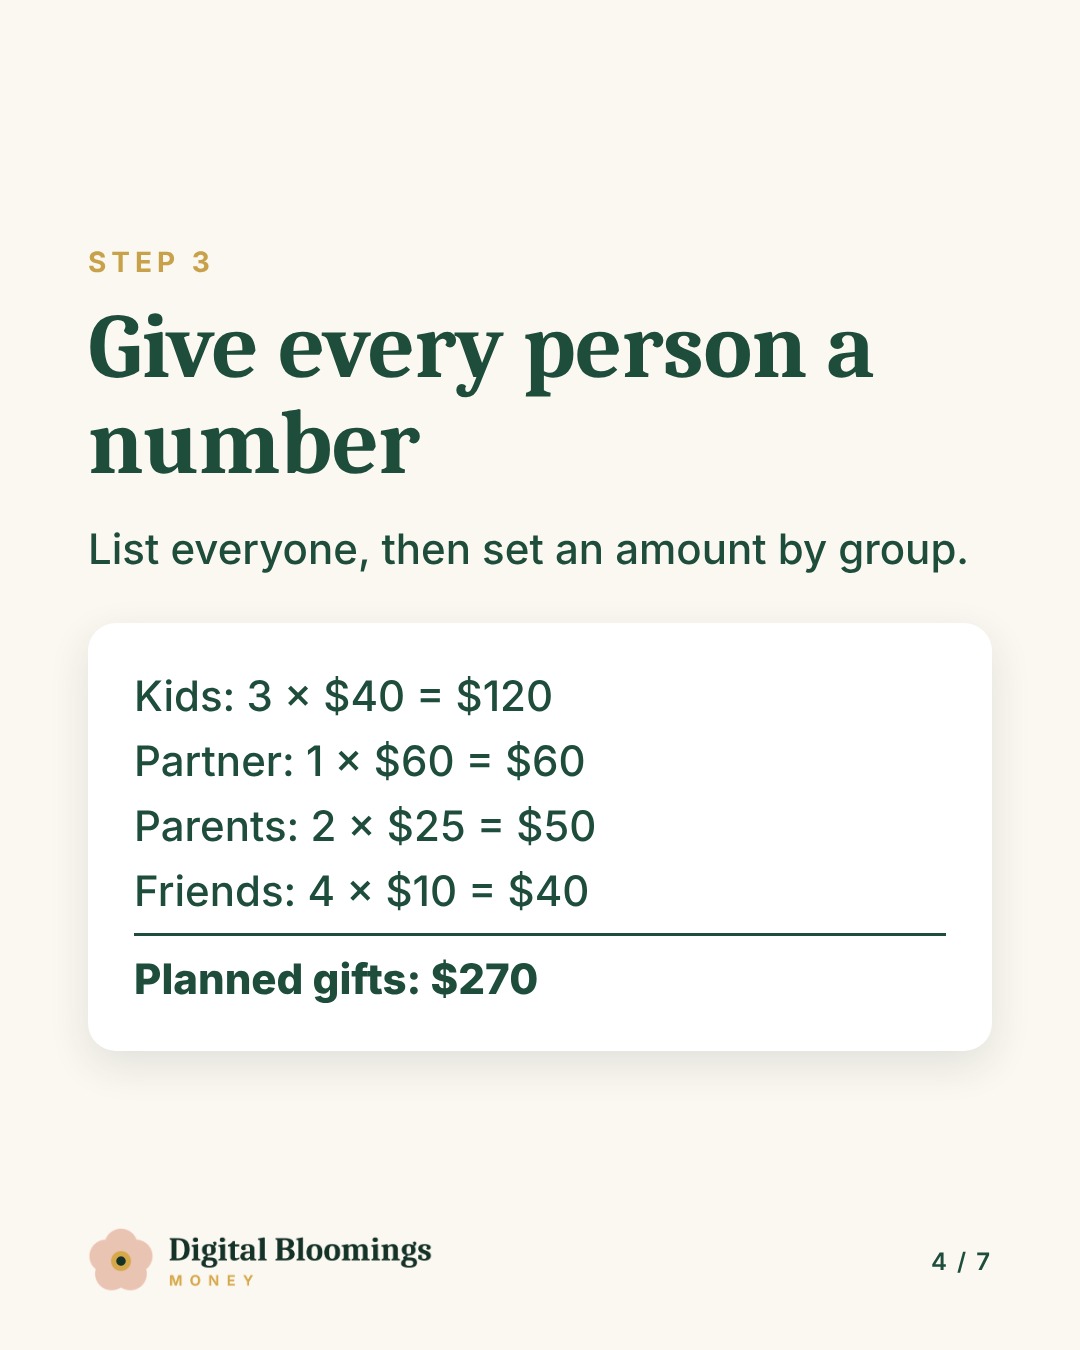 STEP 3
Give every person a
number
List everyone, then set an amount by group.
Kids: 3 × $40 = $120
Partner: 1 × $60 = $60
Parents: 2 × $25 = $50
Friends: 4 × $10 = $40
Planned gifts: $270
Digital Bloomings
MONEY
4 / 7